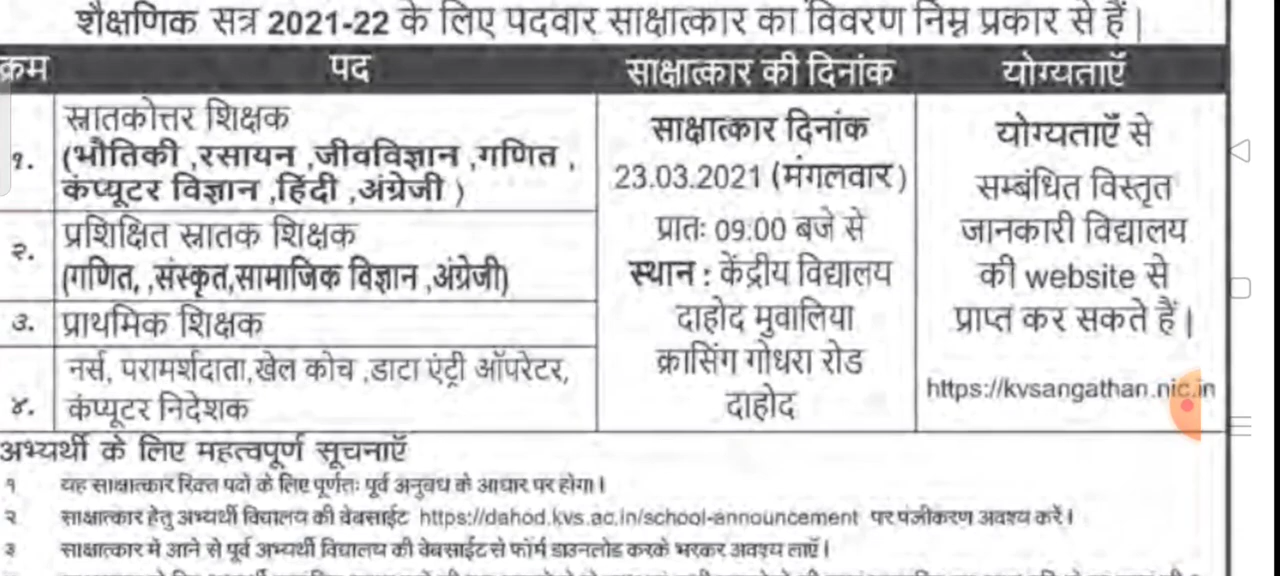 शैक्षणिक सत्र 2021-22 के लिए पदवार साक्षात्कार का विवरण निम्न प्रकार से हैं|
क्रम पद साक्षात्कार की दिनांक योग्यताएँ
१. स्नातकोत्तर शिक्षक
(भौतिकी ,रसायन ,जीवविज्ञान ,गणित ,
कंप्यूटर विज्ञान ,हिंदी ,अंग्रेजी )
२. प्रशिक्षित स्नातक शिक्षक
(गणित, ,संस्कृत,सामाजिक विज्ञान ,अंग्रेजी)
३. प्राथमिक शिक्षक
नर्स, परामर्शदाता,खेल कोच ,डाटा एंट्री ऑपरेटर,
४. कंप्यूटर निदेशक
साक्षात्कार दिनांक
23.03.2021 (मंगलवार)
प्रातः 09.00 बजे से
स्थान : केंद्रीय विद्यालय
दाहोद मुवालिया
क्रासिंग गोधरा रोड
दाहोद
योग्यताएँ से
सम्बंधित विस्तृत
जानकारी विद्यालय
की website से
प्राप्त कर सकते हैं |
https://kvsangathan.nic.in
अभ्यर्थी के लिए महत्वपूर्ण सूचनाएँ
१ यह साक्षात्कार रिक्त पदों के लिए पूर्णतः पूर्व अनुबंध के आधार पर होगा ।
२ साक्षात्कार हेतु अभ्यर्थी विद्यालय की वेबसाईट https://dahod.kvs.ac.in/school-announcement पर पंजीकरण अवश्य करें ।
३ साक्षात्कार में आने से पूर्व अभ्यर्थी विद्यालय की वेबसाईट से फॉर्म डाउनलोड करके भरकर अवश्य लाएँ ।